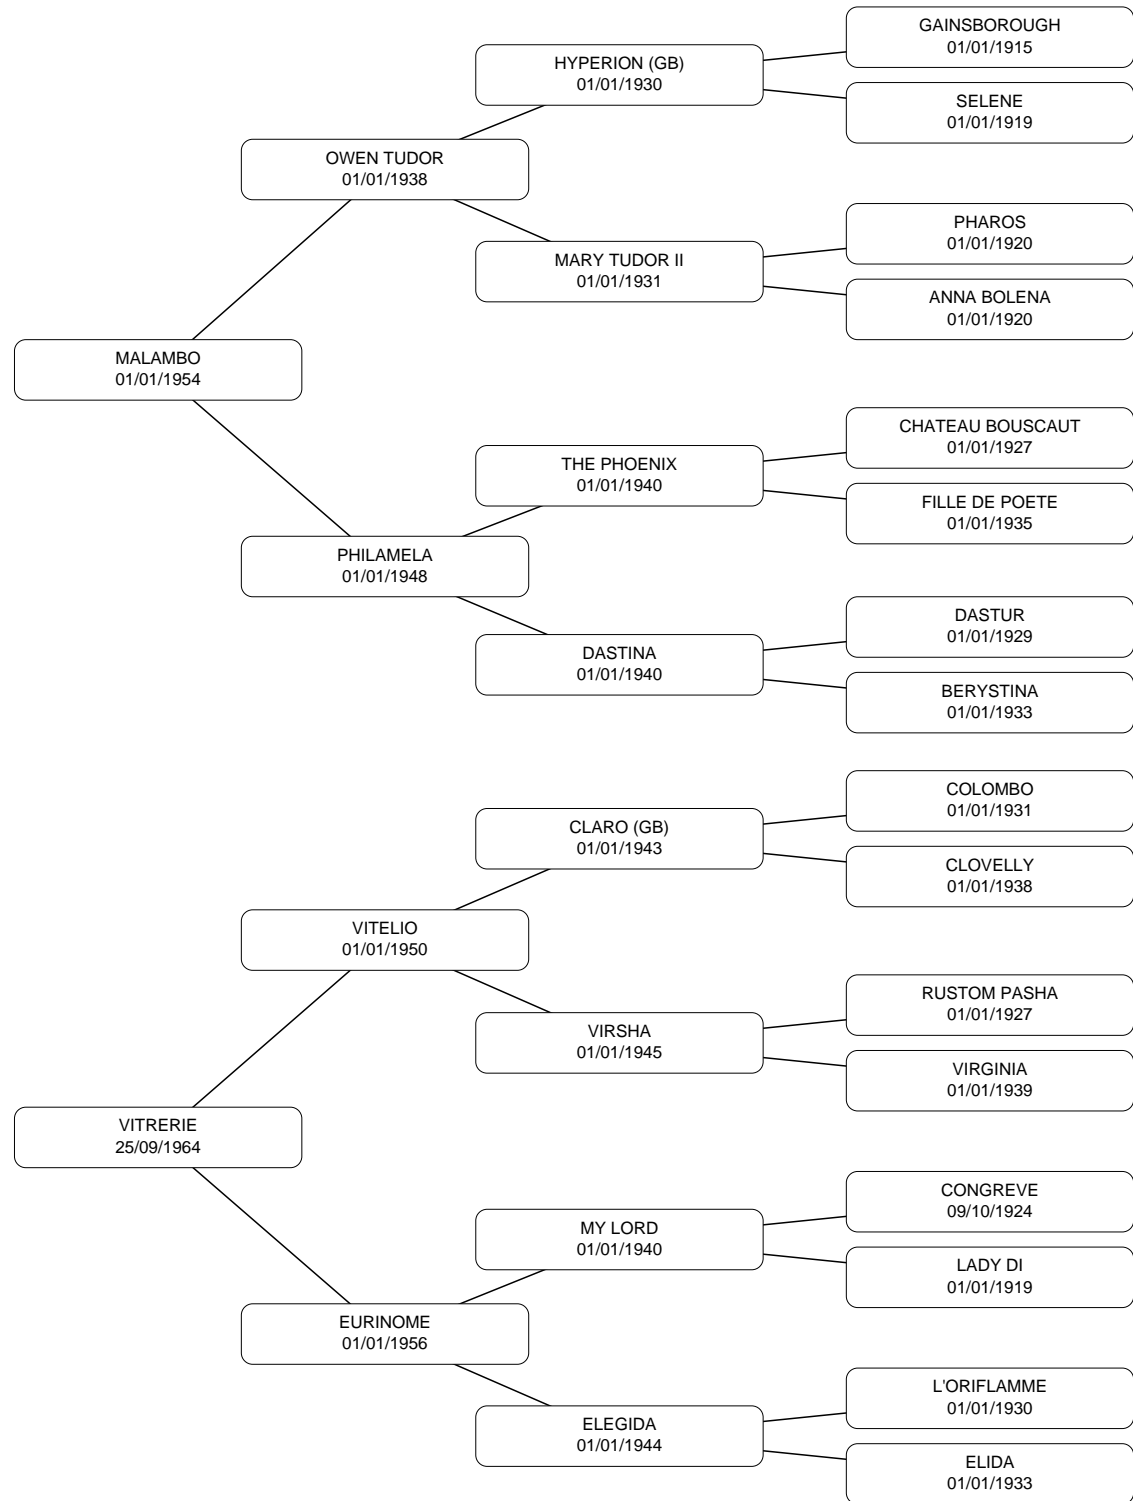 GAINSBOROUGH
01/01/1915
HYPERION (GB)
01/01/1930
SELENE
01/01/1919
OWEN TUDOR
01/01/1938
PHAROS
01/01/1920
MARY TUDOR II
01/01/1931
ANNA BOLENA
01/01/1920
MALAMBO
01/01/1954
CHATEAU BOUSCAUT
01/01/1927
THE PHOENIX
01/01/1940
FILLE DE POETE
01/01/1935
PHILAMELA
01/01/1948
DASTUR
01/01/1929
DASTINA
01/01/1940
BERYSTINA
01/01/1933
COLOMBO
01/01/1931
CLARO (GB)
01/01/1943
CLOVELLY
01/01/1938
VITELIO
01/01/1950
RUSTOM PASHA
01/01/1927
VIRSHA
01/01/1945
VIRGINIA
01/01/1939
VITRERIE
25/09/1964
CONGREVE
09/10/1924
MY LORD
01/01/1940
LADY DI
01/01/1919
EURINOME
01/01/1956
L'ORIFLAMME
01/01/1930
ELEGIDA
01/01/1944
ELIDA
01/01/1933